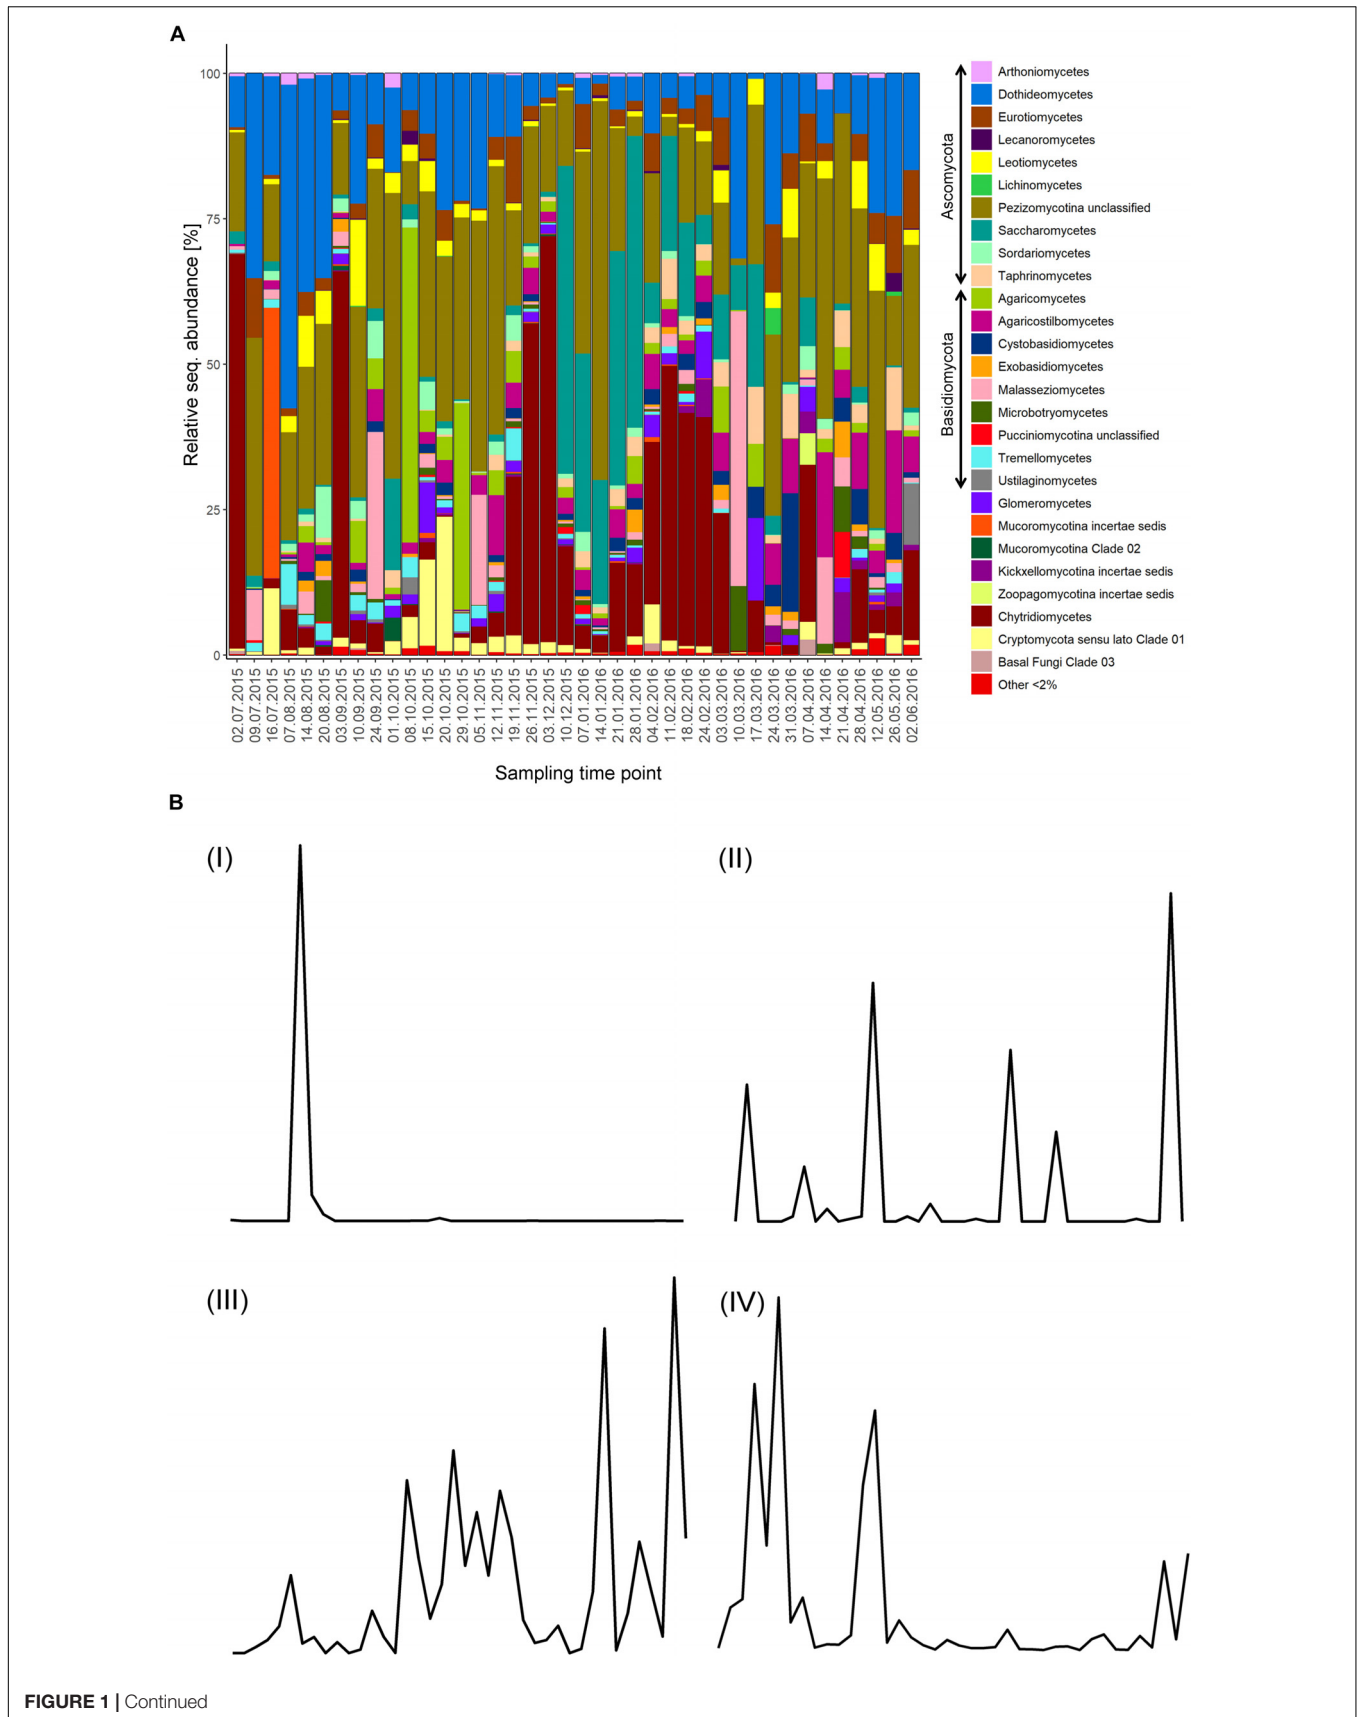 A
Relative seq. abundance [%]
100
75
50
25
0
02.07.2015
09.07.2015
16.07.2015
07.08.2015
14.08.2015
20.08.2015
03.09.2015
10.09.2015
24.09.2015
01.10.2015
08.10.2015
15.10.2015
20.10.2015
29.10.2015
05.11.2015
12.11.2015
19.11.2015
26.11.2015
03.12.2015
10.12.2015
07.01.2016
14.01.2016
21.01.2016
28.01.2016
04.02.2016
11.02.2016
18.02.2016
24.02.2016
03.03.2016
10.03.2016
17.03.2016
24.03.2016
31.03.2016
07.04.2016
14.04.2016
21.04.2016
28.04.2016
12.05.2016
26.05.2016
02.06.2016
Sampling time point
Ascomycota
Basidiomycota
Arthoniomycetes
Dothideomycetes
Eurotiomycetes
Lecanoromycetes
Leotiomycetes
Lichinomycetes
Pezizomycotina unclassified
Saccharomycetes
Sordariomycetes
Taphrinomycetes
Agaricomycetes
Agaricostilbomycetes
Cystobasidiomycetes
Exobasidiomycetes
Malasseziomycetes
Microbotryomycetes
Pucciniomycotina unclassified
Tremellomycetes
Ustilaginomycetes
Glomeromycetes
Mucoromycotina incertae sedis
Mucoromycotina Clade 02
Kickxellomycotina incertae sedis
Zoopagomycotina incertae sedis
Chytridiomycetes
Cryptomycota sensu lato Clade 01
Basal Fungi Clade 03
Other <2%
B
(I)
(II)
(III)
(IV)
FIGURE 1 | Continued